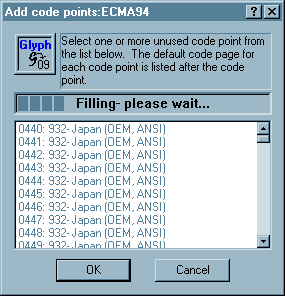 Add code points:ECMA94
Glyph
09
Select one or more unused code point from
the list below. The default code page for
each code point is listed after the code
point.
Filling- please wait...
0440: 932- Japan (OEM, ANSI)
0441: 932- Japan (OEM, ANSI)
0442: 932- Japan (OEM, ANSI)
0443: 932- Japan (OEM, ANSI)
0444: 932- Japan (OEM, ANSI)
0445: 932- Japan (OEM, ANSI)
0446: 932- Japan (OEM, ANSI)
0447: 932- Japan (OEM, ANSI)
0448: 932- Japan (OEM, ANSI)
0449: 932- Japan (OEM, ANSI)
OK
Cancel